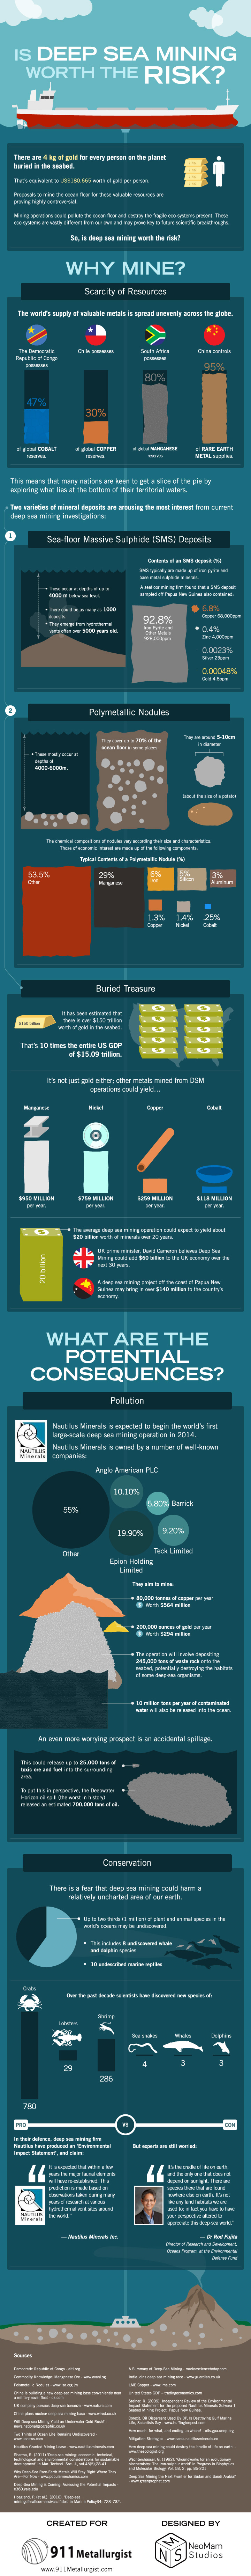 IS DEEP SEA MINING
WORTH THE RISK?
There are 4 kg of gold for every person on the planet
buried in the seabed.
That's equivalent to US$180,665 worth of gold per person.
Proposals to mine the ocean floor for these valuable resources are
proving highly controversial.
Mining operations could pollute the ocean floor and destroy the fragile eco-systems present. These
eco-systems are vastly different from our own and may prove key to future scientific breakthroughs.
So, is deep sea mining worth the risk?
WHY MINE?
Scarcity of Resources
The world's supply of valuable metals is spread unevenly across the globe.
The Democratic
Republic of Congo
possesses
47%
of global COBALT
reserves.
Chile possesses
30%
of global COPPER
reserves.
South Africa
possesses
80%
of global MANGANESE
reserves
China controls
95%
of RARE EARTH
METAL supplies.
This means that many nations are keen to get a slice of the pie by
exploring what lies at the bottom of their territorial waters.
Two varieties of mineral deposits are arousing the most interest from current
deep sea mining investigations:
1
Sea-floor Massive Sulphide (SMS) Deposits
These occur at depths of up to
4000 m below sea level.
There could be as many as 1000
deposits.
They emerge from hydrothermal
vents often over 5000 years old.
Contents of an SMS deposit (%)
SMS typically are made up of iron pyrite and
base metal sulphide minerals.
A seafloor mining firm found that a SMS deposit
sampled off Papua New Guinea also contained:
92.8%
Iron Pyrite and
Other Metals
928,000ppm
6.8%
Copper 68,000ppm
0.4%
Zinc 4,000ppm
0.0023%
Silver 23ppm
0.00048%
Gold 4.8ppm
2
Polymetallic Nodules
These mostly occur at
depths of
4000-6000m.
They cover up to 70% of the
ocean floor in some places
They are around 5-10cm
in diameter
(about the size of a potato)
The chemical compositions of nodules vary according their size and characteristics.
Those of economic interest are made up of the following components:
Typical Contents of a Polymetallic Nodule (%)
53.5%
Other
29%
Manganese
6%
Iron
5%
Silicon
3%
Aluminum
1.3%
Copper
1.4%
Nickel
.25%
Cobalt
Buried Treasure
$150 trillion
It has been estimated that
there is over $150 trillion
worth of gold in the seabed.
That's 10 times the entire US GDP
of $15.09 trillion.
It's not just gold either; other metals mined from DSM
operations could yield...
Manganese
$950 MILLION
per year.
Nickel
$759 MILLION
per year.
Copper
$259 MILLION
per year.
Cobalt
$118 MILLION
per year.
20 billion
The average deep sea mining operation could expect to yield about
$20 billion worth of minerals over 20 years.
UK prime minister, David Cameron believes Deep Sea
Mining could add $60 billion to the UK economy over the
next 30 years.
A deep sea mining project off the coast of Papua New
Guinea may bring in over $140 million to the country's
economy.
WHAT ARE THE
POTENTIAL
CONSEQUENCES?
Pollution
NAUTILUS
Minerals
Nautilus Minerals is expected to begin the world's first
large-scale deep sea mining operation in 2014.
Nautilus Minerals is owned by a number of well-known
companies:
Anglo American PLC
10.10%
55%
Other
5.80% Barrick
19.90%
Epion Holding
Limited
9.20%
Teck Limited
They aim to mine:
80,000 tonnes of copper per year
$ Worth $564 million
200,000 ounces of gold per year
$ Worth $294 million
The operation will involve depositing
245,000 tons of waste rock onto the
seabed, potentially destroying the habitats
of some deep-sea organisms.
10 million tons per year of contaminated
water will also be released into the ocean.
An even more worrying prospect is an accidental spillage.
This could release up to 25,000 tons of
toxic ore and fuel into the surrounding
area.
To put this in perspective, the Deepwater
Horizon oil spill (the worst in history)
released an estimated 700,000 tons of oil.
Conservation
There is a fear that deep sea mining could harm a
relatively uncharted area of our earth.
Up to two thirds (1 million) of plant and animal species in the
world's oceans may be undiscovered.
This includes 8 undiscovered whale
and dolphin species
10 undescribed marine reptiles
Over the past decade scientists have discovered new species of:
Crabs
780
Lobsters
29
Shrimp
286
Sea snakes
4
Whales
3
Dolphins
3
PRO
VS
CON
In their defence, deep sea mining firm
Nautilus have produced an 'Environmental
Impact Statement', and claim:
It is expected that within a few
years the major faunal elements
will have re-established. This
prediction is made based on
observations taken during many
years of research at various
hydrothermal vent sites around
the world."
NAUTILUS
Minerals
— Nautilus Minerals Inc.
But experts are still worried:
It's the cradle of life on earth,
and the only one that does not
depend on sunlight. There are
species there that are found
nowhere else on earth. It's not
like any land habitats we are
used to, in fact you have to have
your perceptual altered to
appreciate this deep-sea world."
— Dr Rod Fujita
Director of Research and Development,
Oceans Program, at the Environmental
Defense Fund
Sources
CREATED FOR
911 Metallurgist
www.911Metallurgist.com
DESIGNED BY
NeoMam
Studios